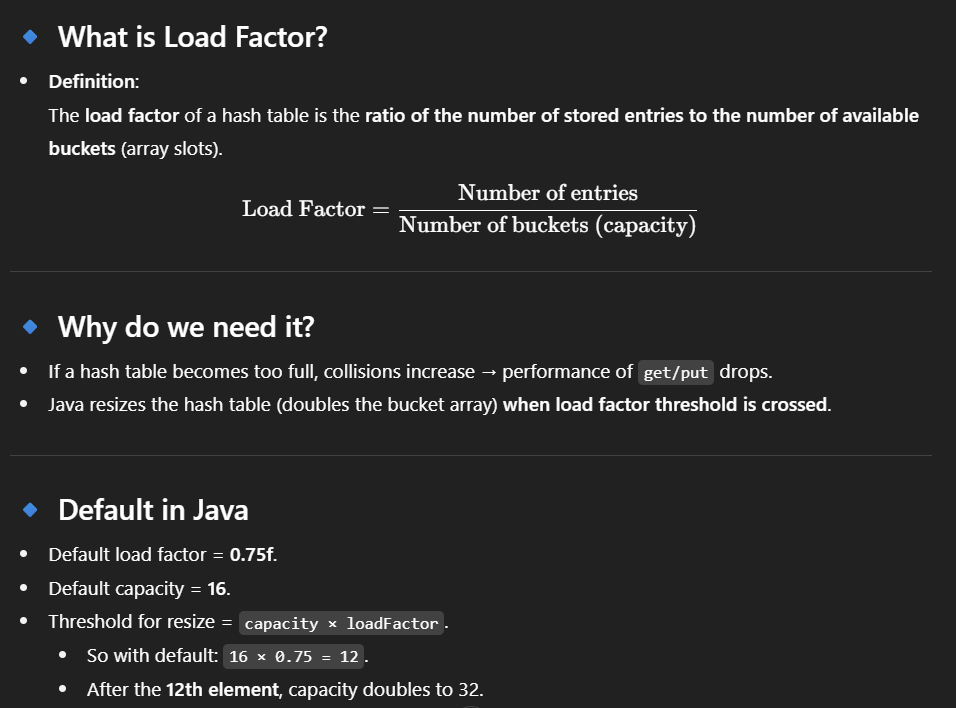 What is Load Factor?
Definition:
The load factor of a hash table is the ratio of the number of stored entries to the number of available
buckets (array slots).
Load Factor = Number of entries / Number of buckets (capacity)
Why do we need it?
If a hash table becomes too full, collisions increase → performance of get/put drops.
Java resizes the hash table (doubles the bucket array) when load factor threshold is crossed.
Default in Java
Default load factor = 0.75f.
Default capacity = 16.
Threshold for resize = capacity × loadFactor.
So with default: 16 × 0.75 = 12.
After the 12th element, capacity doubles to 32.